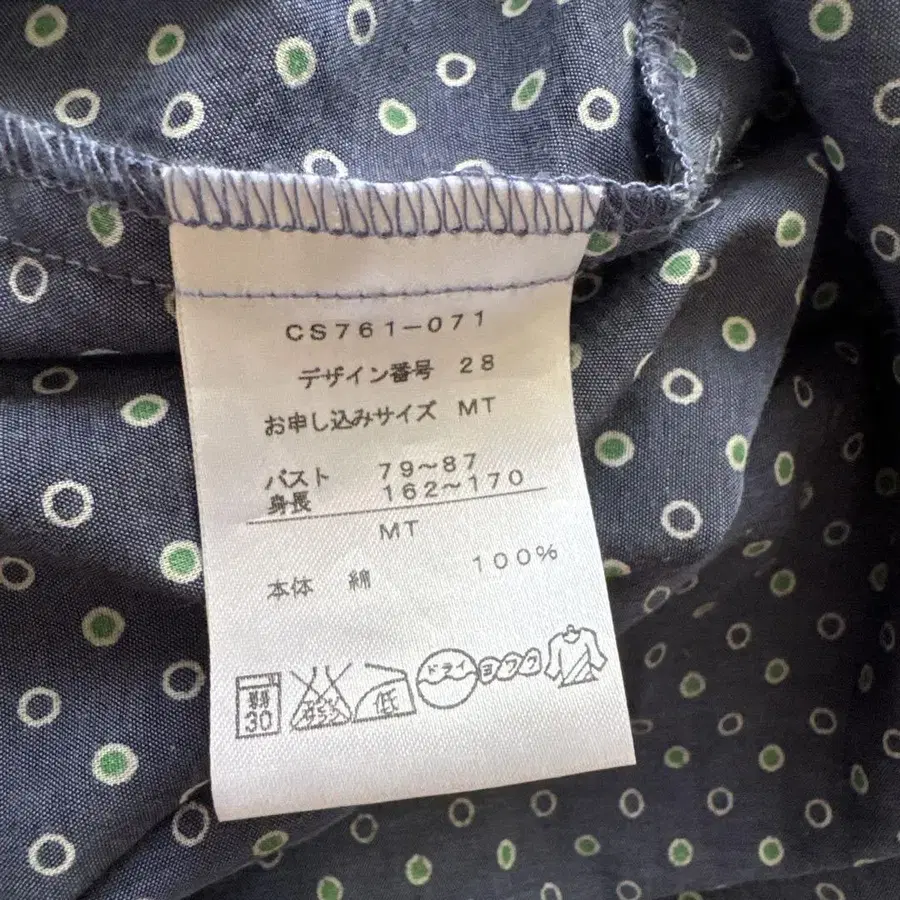 CS761-071
デザイン番号 28
お申し込みサイズ MT
バスト 79~87
身長 162~170
MT
本体 綿 100%
30 低 ドライ